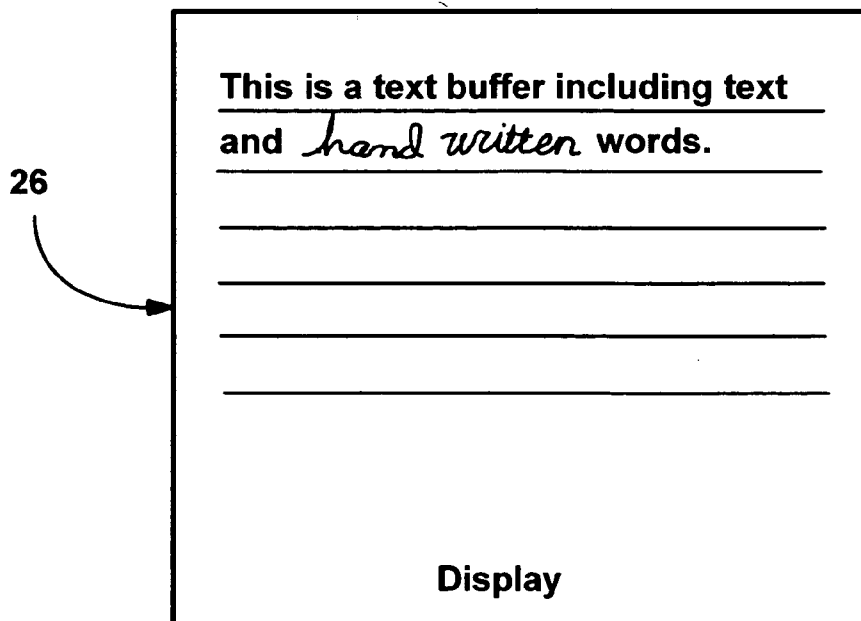 This is a text buffer including text
and hand written words.
26
Display